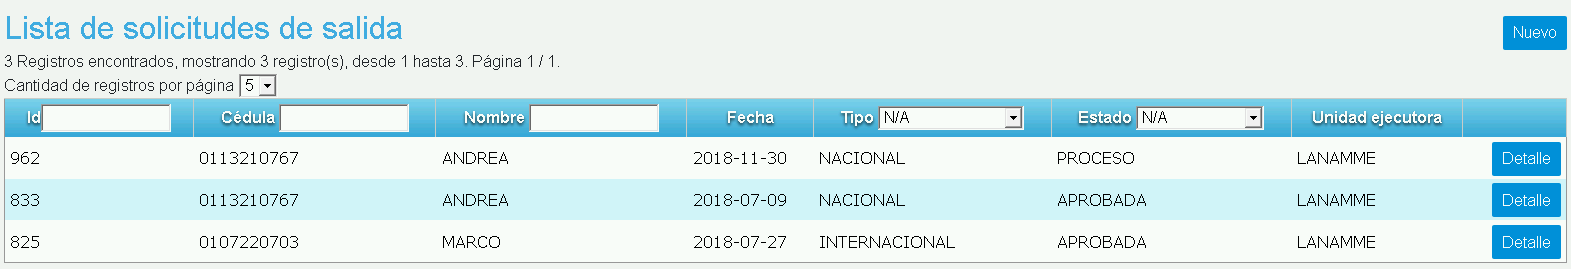 Lista de solicitudes de salida
Nuevo
3 Registros encontrados, mostrando 3 registro(s), desde 1 hasta 3. Página 1 / 1.
Cantidad de registros por página 5
Id Cédula Nombre Fecha Tipo N/A Estado N/A Unidad ejecutora
962 0113210767 ANDREA 2018-11-30 NACIONAL PROCESO LANAMME Detalle
833 0113210767 ANDREA 2018-07-09 NACIONAL APROBADA LANAMME Detalle
825 0107220703 MARCO 2018-07-27 INTERNACIONAL APROBADA LANAMME Detalle